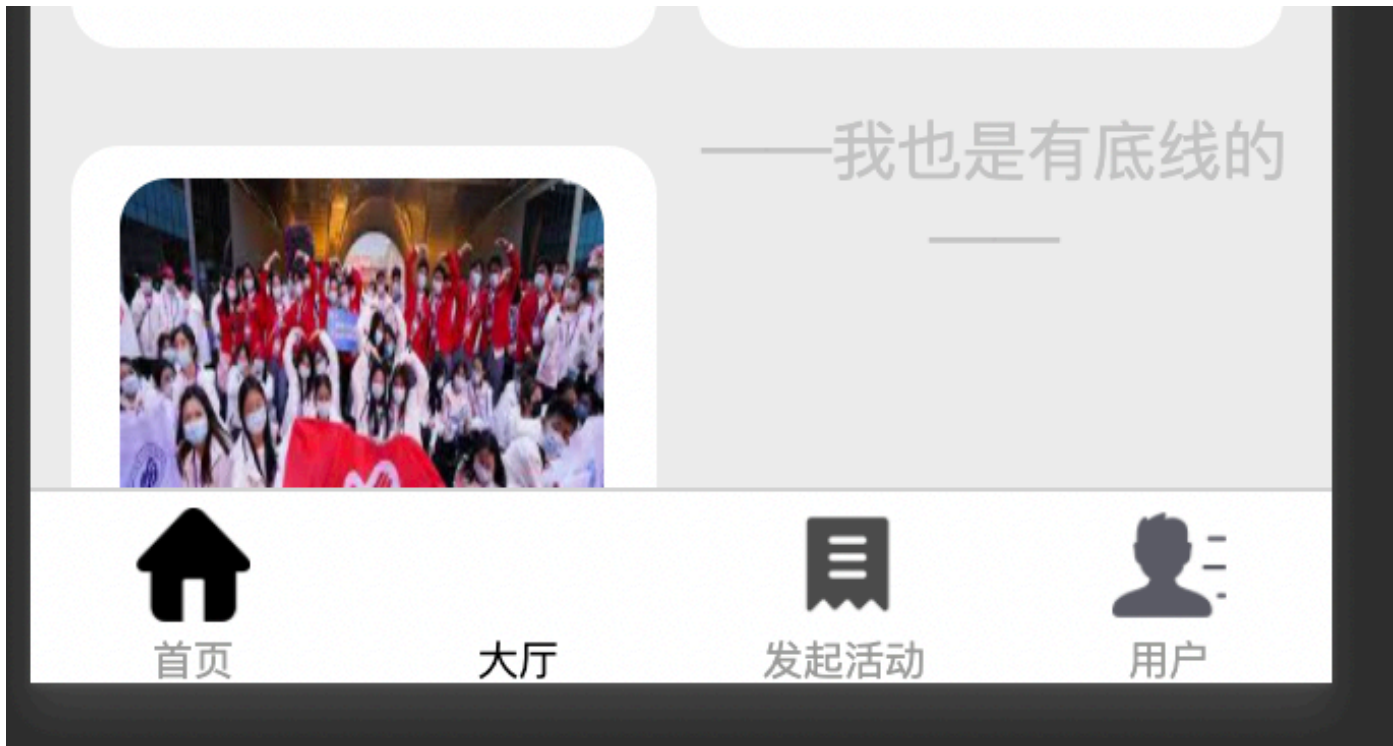 ——我也是有底线的
——
首页
大厅
发起活动
用户